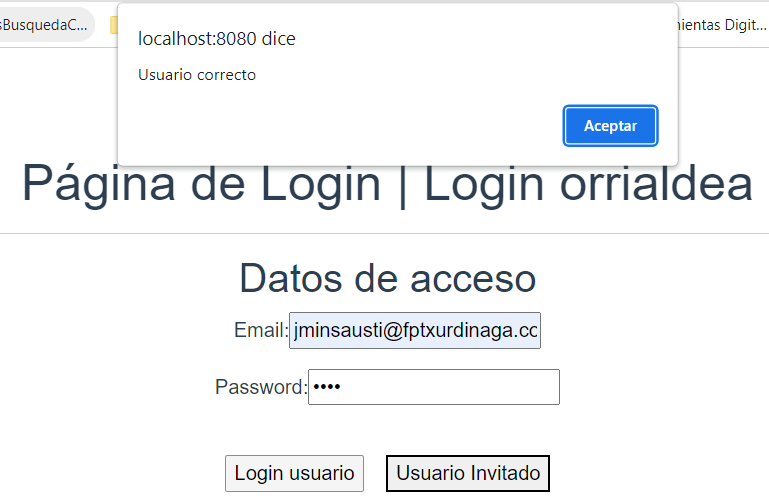 sBusquedaC...
mientas Digit...
localhost:8080 dice
Usuario correcto
Aceptar
Página de Login | Login orrialdea
Datos de acceso
Email: jminsausti@fptxurdinaga.cc
Password: ••••
Login usuario Usuario Invitado